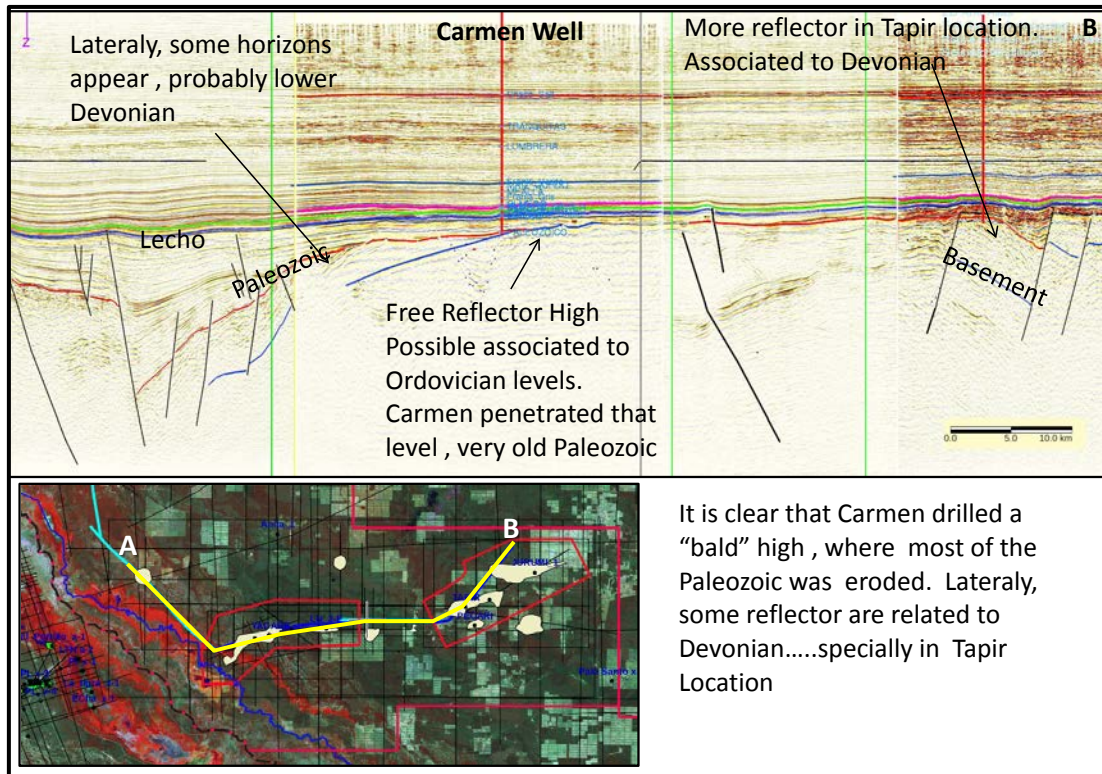 Z
Lateraly, some horizons
appear , probably lower
Devonian
Carmen Well
More reflector in Tapir location.
Associated to Devonian
B
LUMBRERA
Lecho
Paleozoic
Basement
Free Reflector High
Possible associated to
Ordovician levels.
Carmen penetrated that
level , very old Paleozoic
0.0 5.0 10.0 km
A
B
It is clear that Carmen drilled a
“bald” high , where most of the
Paleozoic was eroded. Lateraly,
some reflector are related to
Devonian…..specially in Tapir
Location